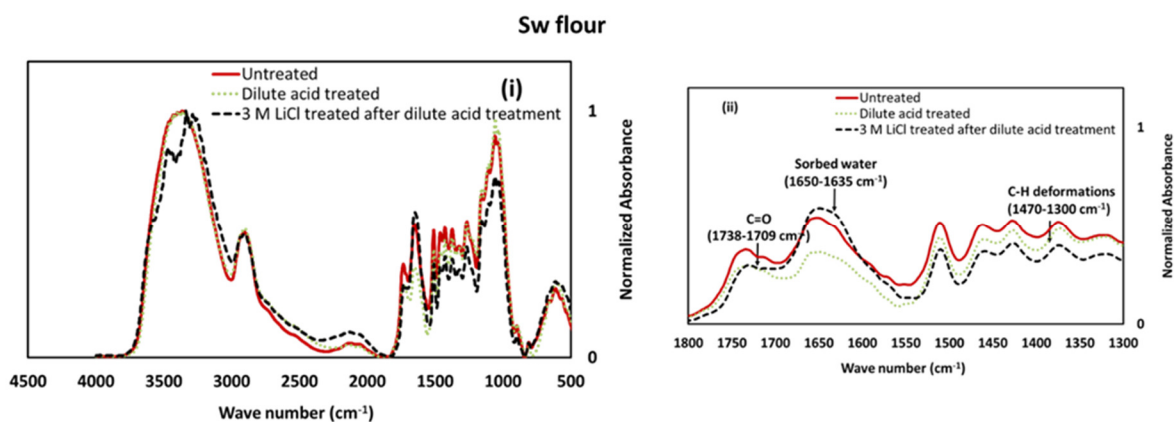 Sw flour
(i)
Untreated
Dilute acid treated
3 M LiCl treated after dilute acid treatment
1
0
Normalized Absorbance
4500 4000 3500 3000 2500 2000 1500 1000 500
Wave number (cm⁻¹)
(ii)
Untreated
Dilute acid treated
3 M LiCl treated after dilute acid treatment
Sorbed water
(1650-1635 cm⁻¹)
C=O
(1738-1709 cm⁻¹)
C-H deformations
(1470-1300 cm⁻¹)
1
0
Normalized Absorbance
1800 1750 1700 1650 1600 1550 1500 1450 1400 1350 1300
Wave number (cm⁻¹)